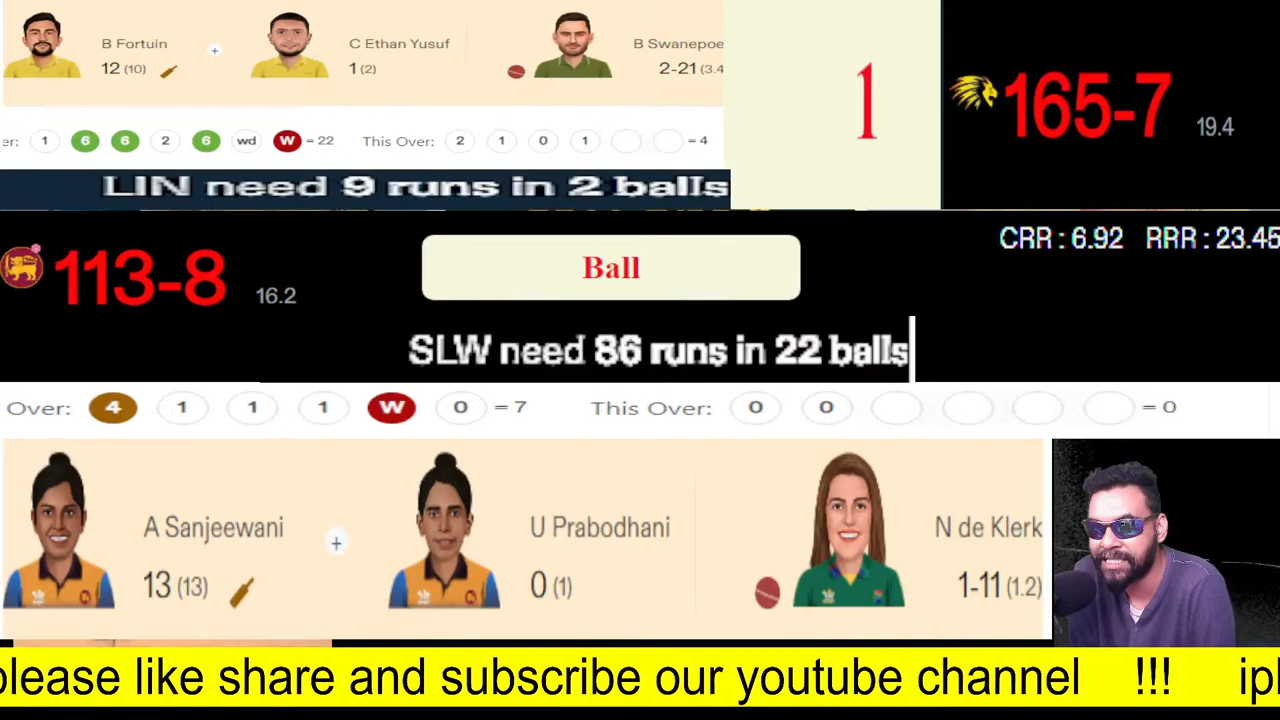 B Fortuin
12 (10)
+
C Ethan Yusuf
1 (2)
B Swanepoe
2-21 (3.4
1
165-7
19.4
er: 1 6 6 2 6 wd W = 22 This Over: 2 1 0 1 = 4
LIN need 9 runs in 2 balls
113-8
16.2
Ball
CRR : 6.92 RRR : 23.45
SLW need 86 runs in 22 balls
Over: 4 1 1 1 W 0 = 7 This Over: 0 0 = 0
A Sanjeewani
13 (13)
+
U Prabodhani
0 (1)
N de Klerk
1-11 (1.2)
please like share and subscribe our youtube channel !!! ipl